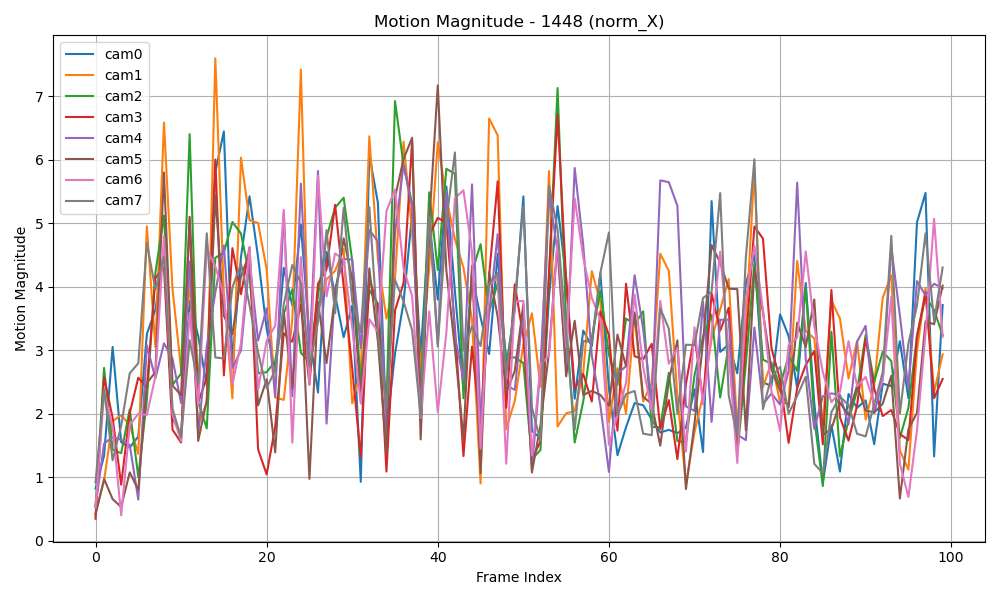 Motion Magnitude - 1448 (norm_X)
cam0
cam1
cam2
cam3
cam4
cam5
cam6
cam7
Motion Magnitude
7
6
5
4
3
2
1
0
0 20 40 60 80 100
Frame Index